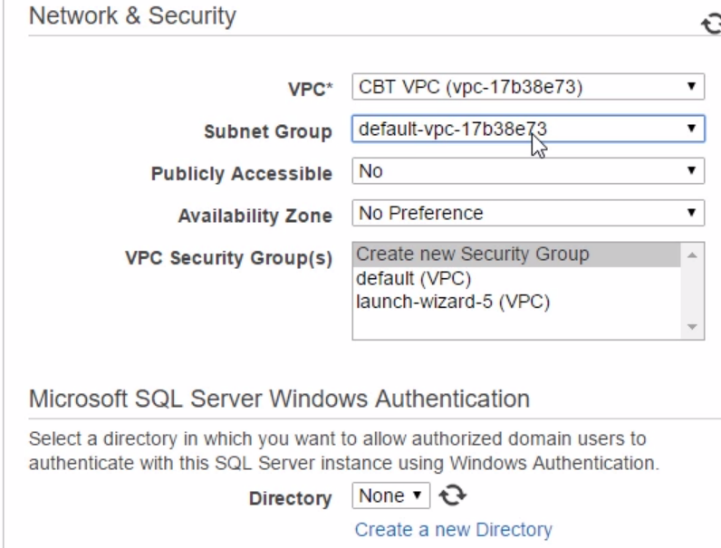 Network & Security
VPC* CBT VPC (vpc-17b38e73)
Subnet Group default-vpc-17b38e73
Publicly Accessible No
Availability Zone No Preference
VPC Security Group(s) Create new Security Group
default (VPC)
launch-wizard-5 (VPC)
Microsoft SQL Server Windows Authentication
Select a directory in which you want to allow authorized domain users to
authenticate with this SQL Server instance using Windows Authentication.
Directory None
Create a new Directory